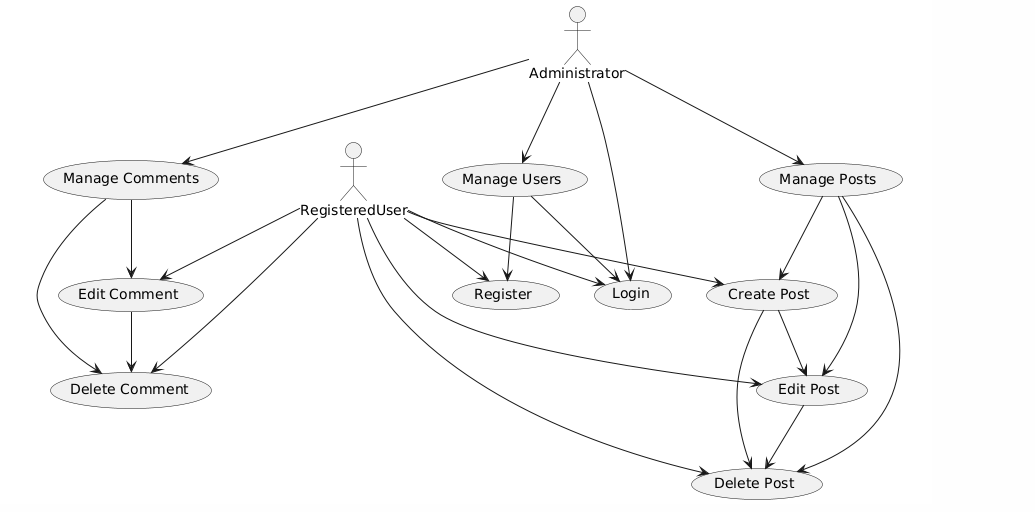 Administrator
Manage Comments
Manage Users
Manage Posts
RegisteredUser
Edit Comment
Register
Login
Create Post
Delete Comment
Edit Post
Delete Post